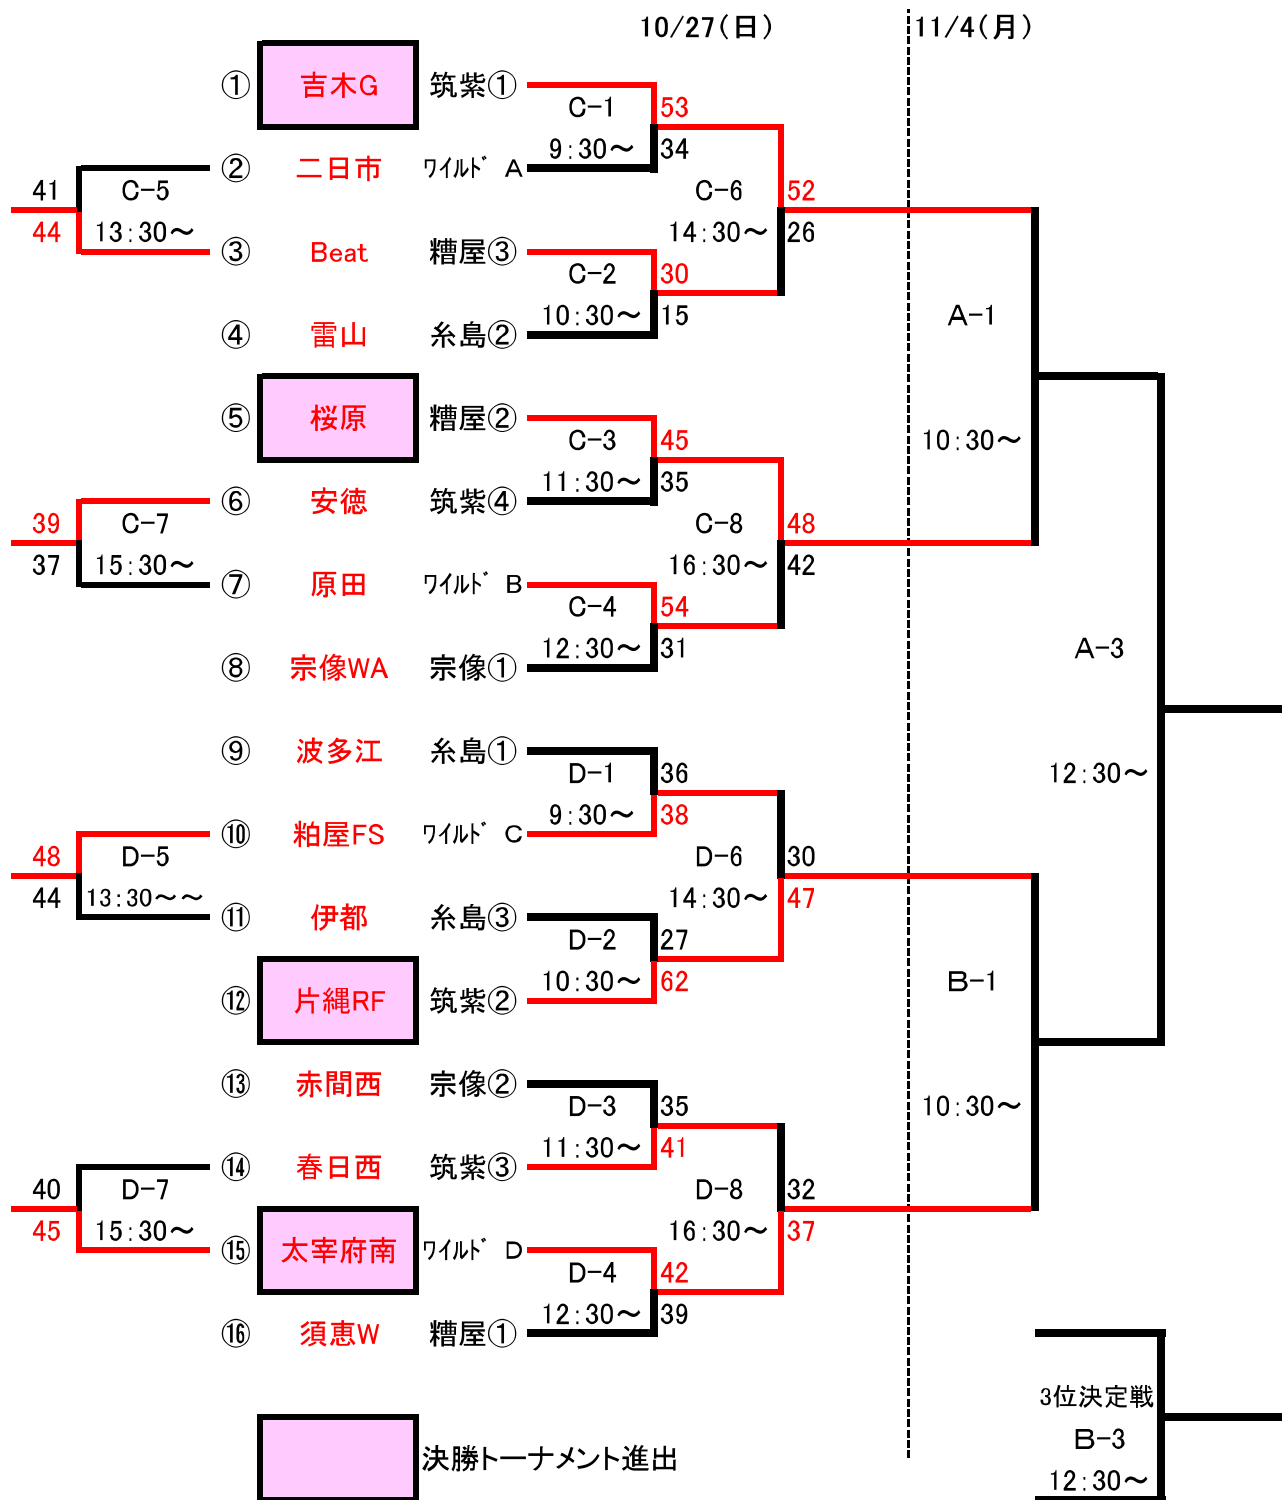 10/27(日) 11/4(月)
① 吉木G 筑紫① 53
C-1
9:30～ 34
② 二日市 ﾜｲﾙﾄﾞ A
41 C-5 C-6 52
44 13:30～ 14:30～ 26
③ Beat 糟屋③
C-2 30
10:30～ 15
A-1
④ 雷山 糸島②
⑤ 桜原 糟屋②
C-3 45 10:30～
11:30～ 35
⑥ 安徳 筑紫④
39 C-7 C-8 48
37 15:30～ 16:30～ 42
⑦ 原田 ﾜｲﾙﾄﾞ B
C-4 54
12:30～ 31 A-3
⑧ 宗像WA 宗像①
⑨ 波多江 糸島①
D-1 36 12:30～
9:30～ 38
⑩ 粕屋FS ﾜｲﾙﾄﾞ C
48 D-5 D-6 30
44 13:30～～ 14:30～ 47
⑪ 伊都 糸島③
D-2 27
10:30～ 62 B-1
⑫ 片縄RF 筑紫②
⑬ 赤間西 宗像②
D-3 35 10:30～
11:30～ 41
⑭ 春日西 筑紫③
40 D-7 D-8 32
45 15:30～ 16:30～ 37
⑮ 太宰府南 ﾜｲﾙﾄﾞ D
D-4 42
12:30～ 39
⑯ 須恵W 糟屋①
3位決定戦
B-3
決勝トーナメント進出
12:30～